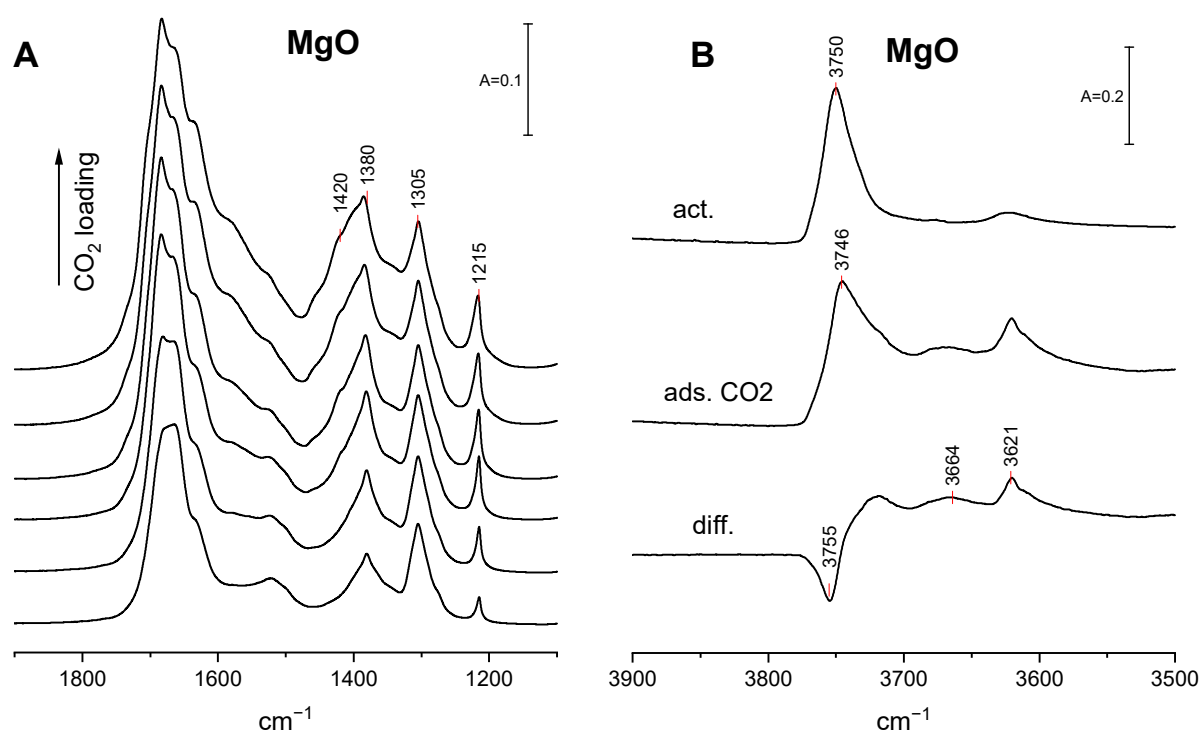 A
MgO
A=0.1
CO₂ loading
1420
1380
1305
1215
1800
1600
1400
1200
cm⁻¹
B
MgO
A=0.2
3750
act.
3746
ads. CO2
3664
3621
diff.
3755
3900
3800
3700
3600
3500
cm⁻¹